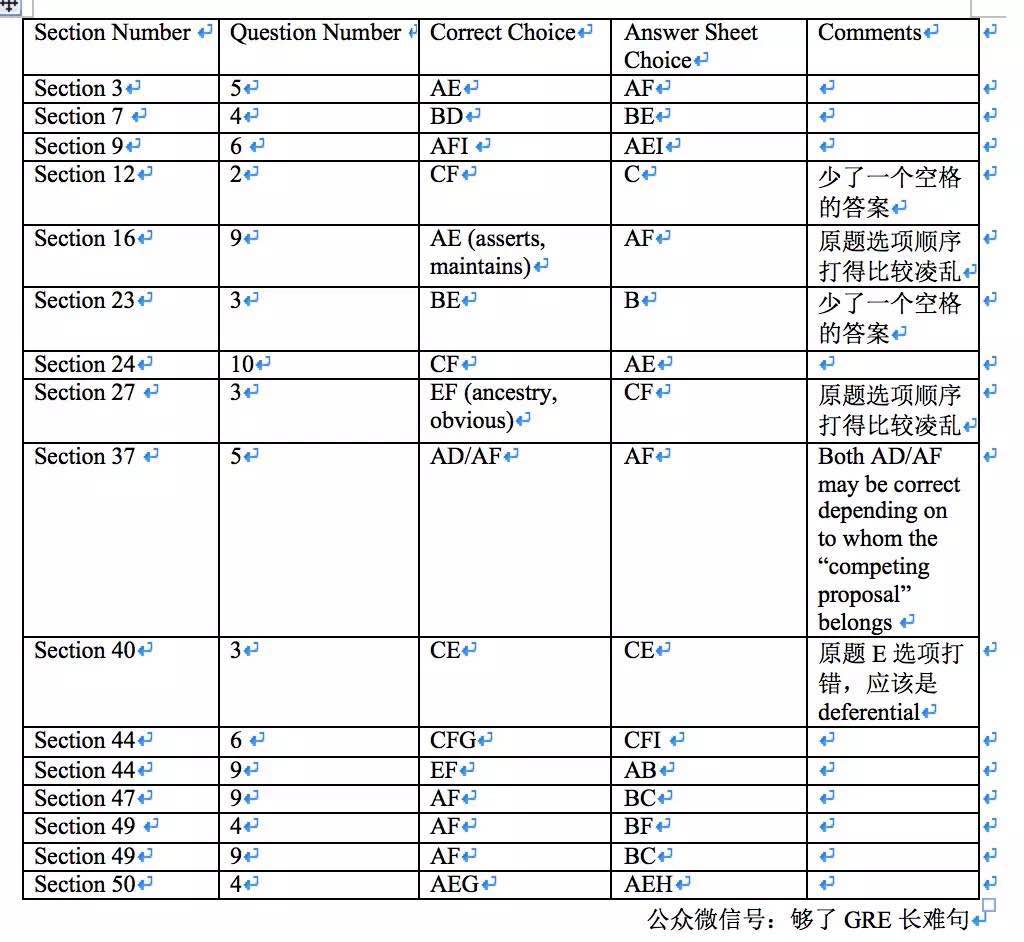 Section Number Question Number Correct Choice Answer Sheet Choice Comments
Section 3 5 AE AF
Section 7 4 BD BE
Section 9 6 AFI AEI
Section 12 2 CF C 少了一个空格的答案
Section 16 9 AE (asserts, maintains) AF 原题选项顺序打得比较凌乱
Section 23 3 BE B 少了一个空格的答案
Section 24 10 CF AE
Section 27 3 EF (ancestry, obvious) CF 原题选项顺序打得比较凌乱
Section 37 5 AD/AF AF Both AD/AF may be correct depending on to whom the “competing proposal” belongs
Section 40 3 CE CE 原题 E 选项打错，应该是 deferential
Section 44 6 CFG CFI
Section 44 9 EF AB
Section 47 9 AF BC
Section 49 4 AF BF
Section 49 9 AF BC
Section 50 4 AEG AEH
公众微信号：够了 GRE 长难句